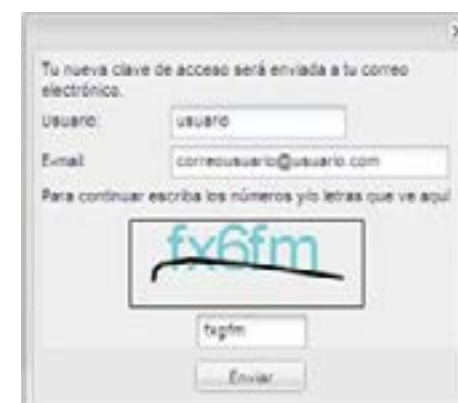 Tu nueva clave de acceso será enviada a tu correo
electrónico.
Usuario: usuario
E-mail: correousuario@usuario.com
Para continuar escriba los números y/o letras que ve aquí
fx6fm
Enviar